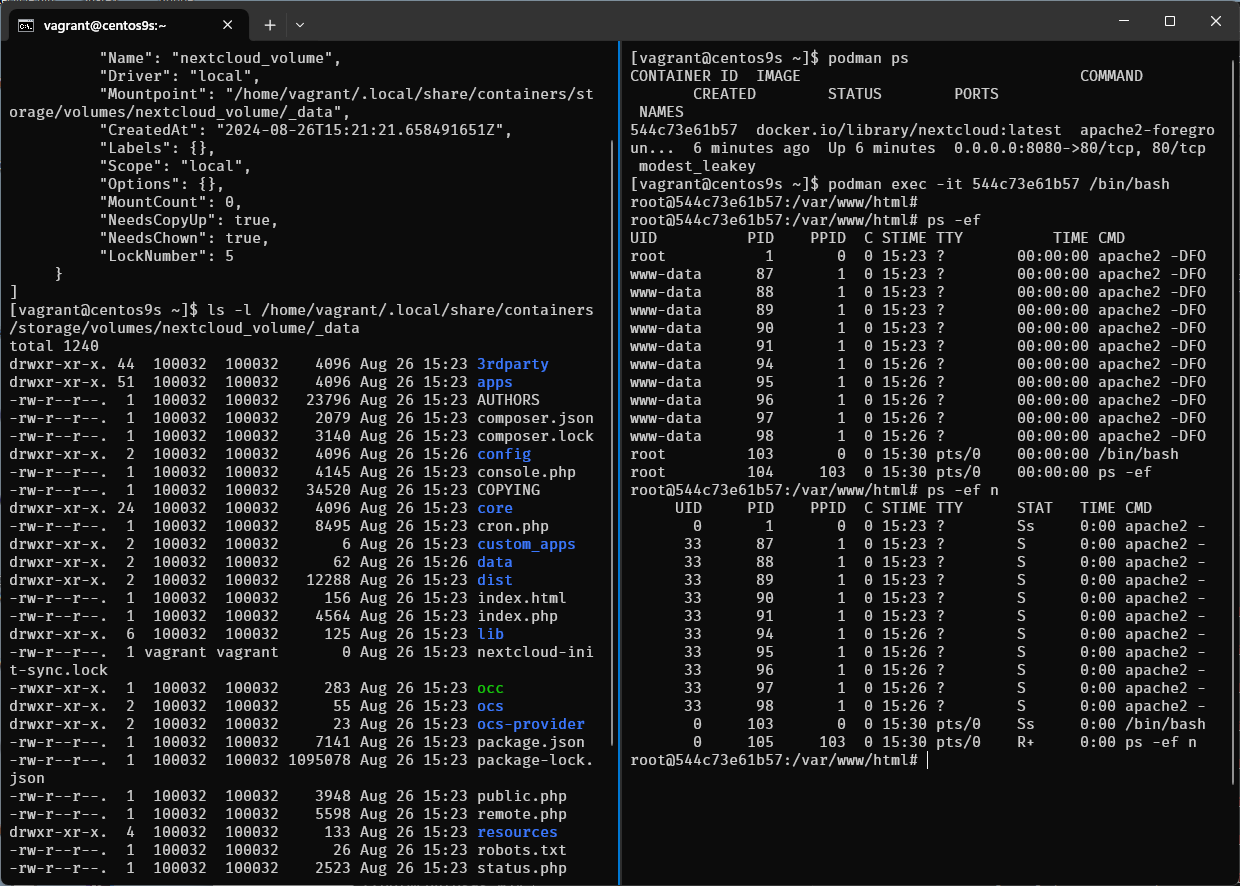 vagrant@centos9s:~
"Name": "nextcloud_volume",
"Driver": "local",
"Mountpoint": "/home/vagrant/.local/share/containers/st
orage/volumes/nextcloud_volume/_data",
"CreatedAt": "2024-08-26T15:21:21.658491651Z",
"Labels": {},
"Scope": "local",
"Options": {},
"MountCount": 0,
"NeedsCopyUp": true,
"NeedsChown": true,
"LockNumber": 5
}
]
[vagrant@centos9s ~]$ ls -l /home/vagrant/.local/share/containers
/storage/volumes/nextcloud_volume/_data
total 1240
drwxr-xr-x. 44  100032  100032    4096 Aug 26 15:23 3rdparty
drwxr-xr-x. 51  100032  100032    4096 Aug 26 15:23 apps
-rw-r--r--.  1  100032  100032   23796 Aug 26 15:23 AUTHORS
-rw-r--r--.  1  100032  100032    2079 Aug 26 15:23 composer.json
-rw-r--r--.  1  100032  100032    3140 Aug 26 15:23 composer.lock
drwxr-xr-x.  2  100032  100032    4096 Aug 26 15:26 config
-rw-r--r--.  1  100032  100032    4145 Aug 26 15:23 console.php
-rw-r--r--.  1  100032  100032   34520 Aug 26 15:23 COPYING
drwxr-xr-x. 24  100032  100032    4096 Aug 26 15:23 core
-rw-r--r--.  1  100032  100032    8495 Aug 26 15:23 cron.php
drwxr-xr-x.  2  100032  100032       6 Aug 26 15:23 custom_apps
drwxr-xr-x.  2  100032  100032      62 Aug 26 15:26 data
drwxr-xr-x.  2  100032  100032   12288 Aug 26 15:23 dist
-rw-r--r--.  1  100032  100032     156 Aug 26 15:23 index.html
-rw-r--r--.  1  100032  100032    4564 Aug 26 15:23 index.php
drwxr-xr-x.  6  100032  100032     125 Aug 26 15:23 lib
-rw-r--r--.  1 vagrant vagrant       0 Aug 26 15:23 nextcloud-ini
t-sync.lock
-rwxr-xr-x.  1  100032  100032     283 Aug 26 15:23 occ
drwxr-xr-x.  2  100032  100032      55 Aug 26 15:23 ocs
drwxr-xr-x.  2  100032  100032      23 Aug 26 15:23 ocs-provider
-rw-r--r--.  1  100032  100032    7141 Aug 26 15:23 package.json
-rw-r--r--.  1  100032  100032 1095078 Aug 26 15:23 package-lock.
json
-rw-r--r--.  1  100032  100032    3948 Aug 26 15:23 public.php
-rw-r--r--.  1  100032  100032    5598 Aug 26 15:23 remote.php
drwxr-xr-x.  4  100032  100032     133 Aug 26 15:23 resources
-rw-r--r--.  1  100032  100032      26 Aug 26 15:23 robots.txt
-rw-r--r--.  1  100032  100032    2523 Aug 26 15:23 status.php
[vagrant@centos9s ~]$ podman ps
CONTAINER ID  IMAGE                               COMMAND
CREATED        STATUS        PORTS
NAMES
544c73e61b57  docker.io/library/nextcloud:latest  apache2-foregro
un...  6 minutes ago  Up 6 minutes  0.0.0.0:8080->80/tcp, 80/tcp
modest_leakey
[vagrant@centos9s ~]$ podman exec -it 544c73e61b57 /bin/bash
root@544c73e61b57:/var/www/html#
root@544c73e61b57:/var/www/html# ps -ef
UID          PID    PPID  C STIME TTY          TIME CMD
root           1       0  0 15:23 ?        00:00:00 apache2 -DFO
www-data      87       1  0 15:23 ?        00:00:00 apache2 -DFO
www-data      88       1  0 15:23 ?        00:00:00 apache2 -DFO
www-data      89       1  0 15:23 ?        00:00:00 apache2 -DFO
www-data      90       1  0 15:23 ?        00:00:00 apache2 -DFO
www-data      91       1  0 15:23 ?        00:00:00 apache2 -DFO
www-data      94       1  0 15:26 ?        00:00:00 apache2 -DFO
www-data      95       1  0 15:26 ?        00:00:00 apache2 -DFO
www-data      96       1  0 15:26 ?        00:00:00 apache2 -DFO
www-data      97       1  0 15:26 ?        00:00:00 apache2 -DFO
www-data      98       1  0 15:26 ?        00:00:00 apache2 -DFO
root         103       0  0 15:30 pts/0    00:00:00 /bin/bash
root         104     103  0 15:30 pts/0    00:00:00 ps -ef
root@544c73e61b57:/var/www/html# ps -ef n
UID     PID    PPID  C STIME TTY      STAT   TIME CMD
0       1       0  0 15:23 ?        Ss     0:00 apache2 -
33      87       1  0 15:23 ?        S      0:00 apache2 -
33      88       1  0 15:23 ?        S      0:00 apache2 -
33      89       1  0 15:23 ?        S      0:00 apache2 -
33      90       1  0 15:23 ?        S      0:00 apache2 -
33      91       1  0 15:23 ?        S      0:00 apache2 -
33      94       1  0 15:26 ?        S      0:00 apache2 -
33      95       1  0 15:26 ?        S      0:00 apache2 -
33      96       1  0 15:26 ?        S      0:00 apache2 -
33      97       1  0 15:26 ?        S      0:00 apache2 -
33      98       1  0 15:26 ?        S      0:00 apache2 -
0     103       0  0 15:30 pts/0    Ss     0:00 /bin/bash
0     105     103  0 15:30 pts/0    R+     0:00 ps -ef n
root@544c73e61b57:/var/www/html#